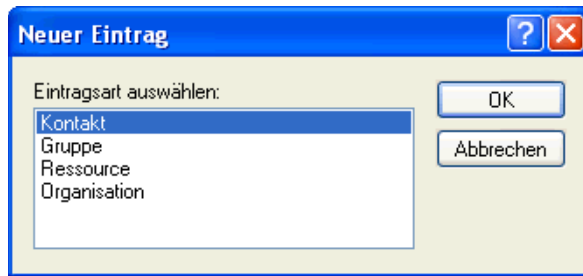 Neuer Eintrag
Eintragsart auswählen:
Kontakt
Gruppe
Ressource
Organisation
OK
Abbrechen